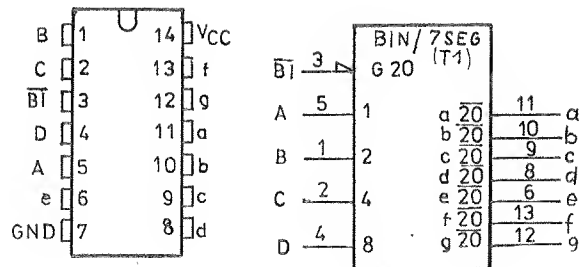 B 1 14 VCC
C 2 13 f
BI 3 12 g
D 4 11 a
A 5 10 b
e 6 9 c
GND 7 8 d
BIN/ 7SEG
(T1)
BI 3 G 20
A 5 1
B 1 2
C 2 4
D 4 8
a 20 11 a
b 20 10 b
c 20 9 c
d 20 8 d
e 20 6 e
f 20 13 f
g 20 12 g